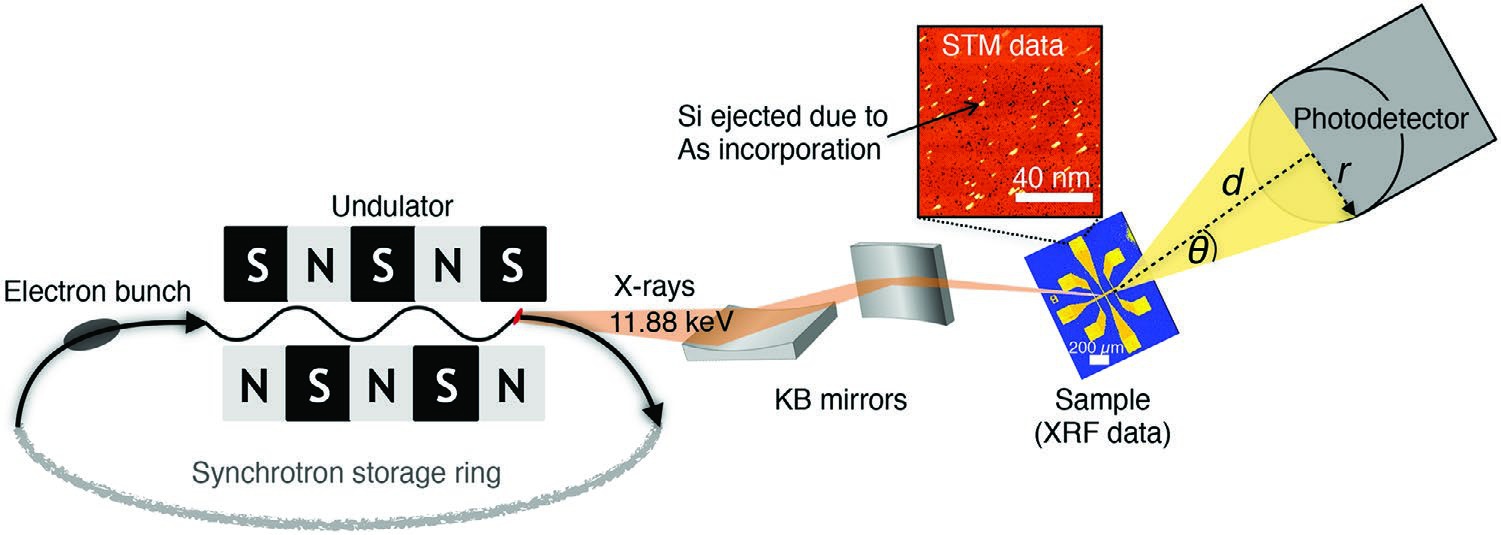 STM data
Si ejected due to
As incorporation
40 nm
Photodetector
d
r
θ
Undulator
S N S N S
Electron bunch
X-rays
11.88 keV
N S N S N
KB mirrors
B
200 µm
Sample
(XRF data)
Synchrotron storage ring